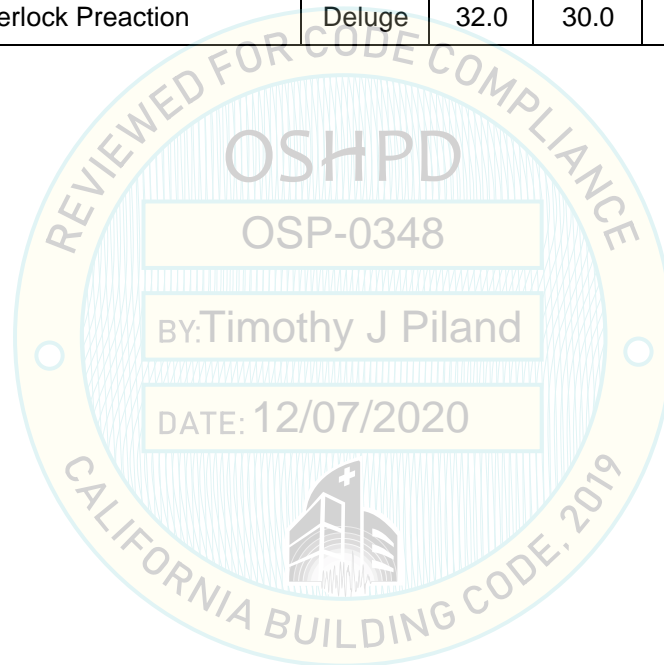 erlock Preaction Deluge 32.0 30.0
REVIEWED FOR CODE COMPLIANCE
OSHPD
OSP-0348
BY:Timothy J Piland
DATE: 12/07/2020
CALIFORNIA BUILDING CODE, 2019